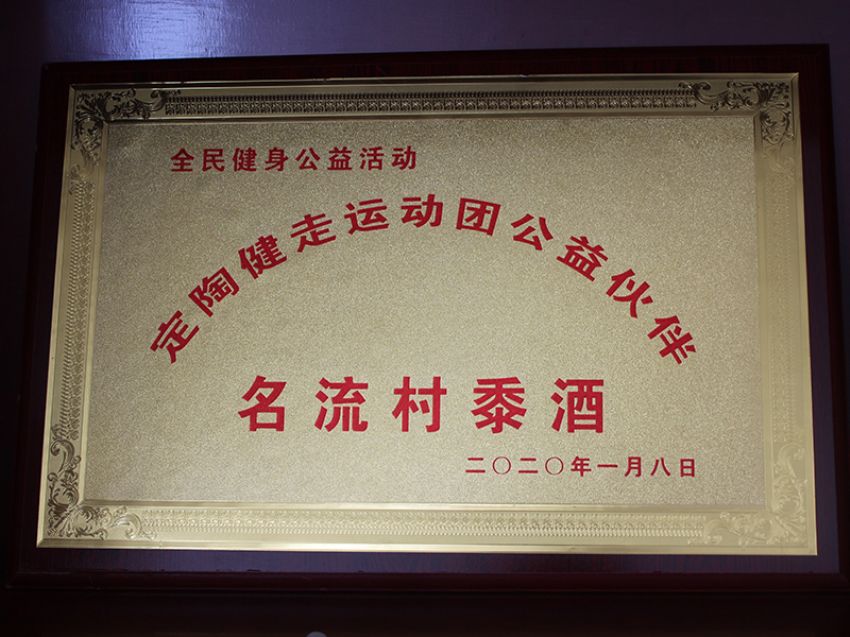 全民健身公益活动
定陶健走运动团公益伙伴
名流村黍酒
二〇二〇年一月八日